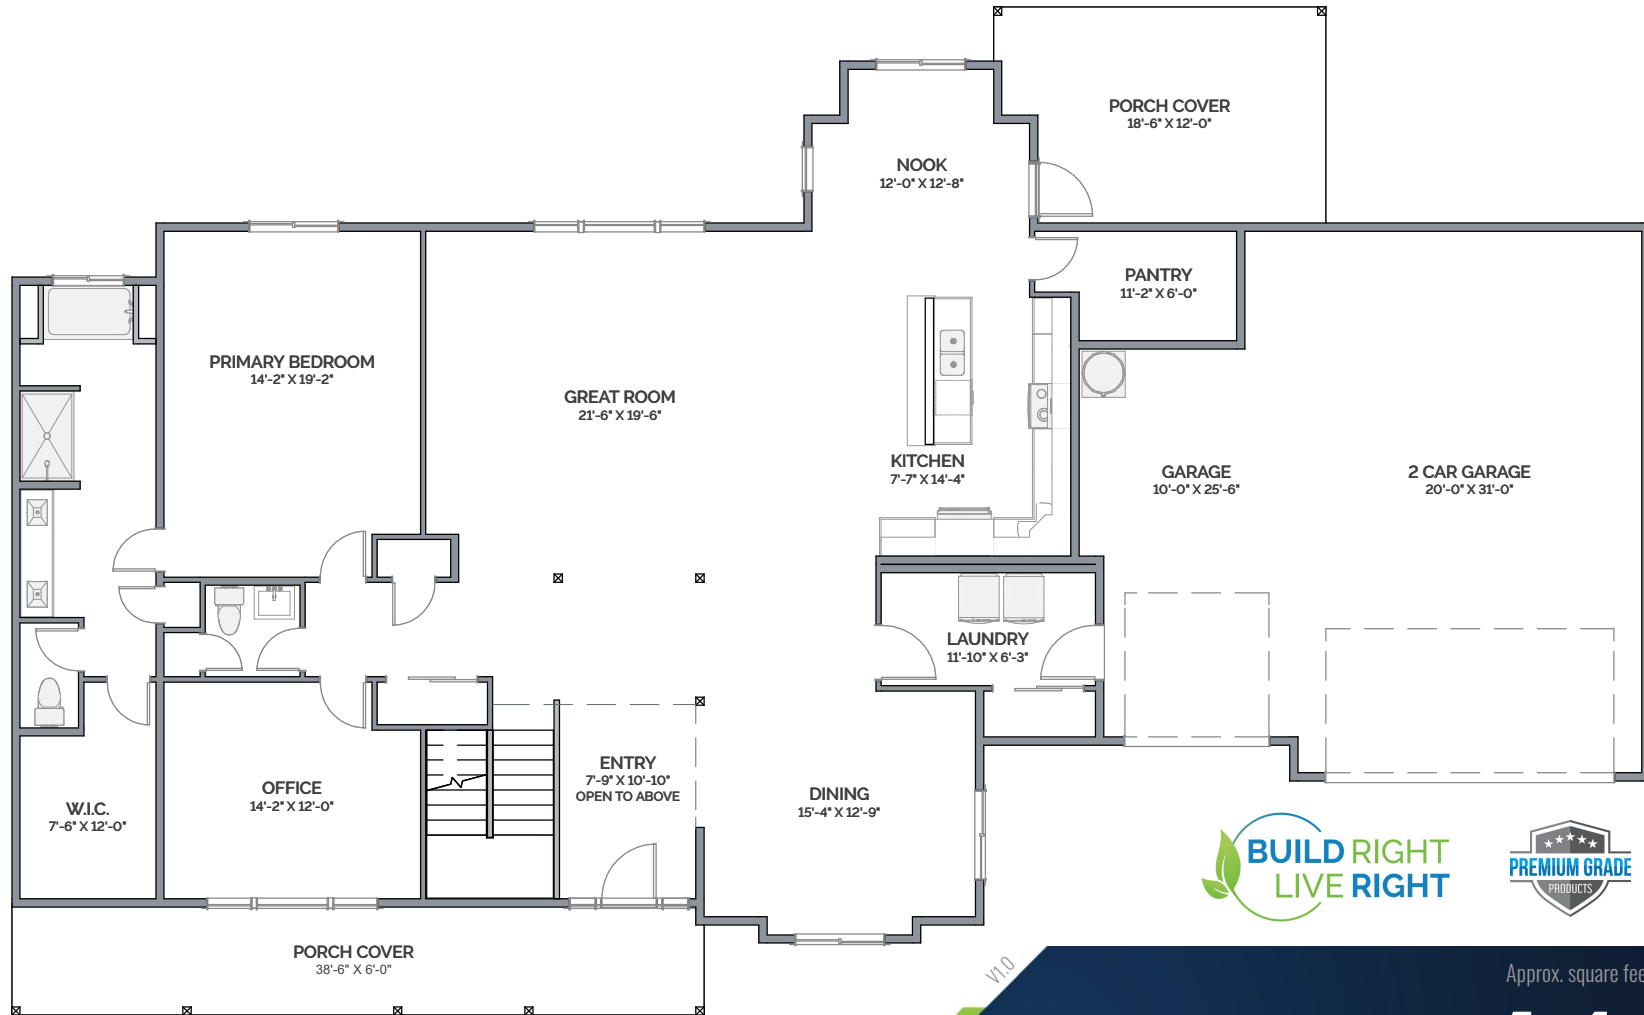 PORCH COVER
18'-6" X 12'-0"
NOOK
12'-0" X 12'-8"
PANTRY
11'-2" X 6'-0"
PRIMARY BEDROOM
14'-2" X 19'-2"
GREAT ROOM
21'-6" X 19'-6"
KITCHEN
7'-7" X 14'-4"
GARAGE
10'-0" X 25'-6"
2 CAR GARAGE
20'-0" X 31'-0"
LAUNDRY
11'-10" X 6'-3"
ENTRY
7'-9" X 10'-10"
OPEN TO ABOVE
OFFICE
14'-2" X 12'-0"
W.I.C.
7'-6" X 12'-0"
DINING
15'-4" X 12'-9"
BUILD RIGHT
LIVE RIGHT
PREMIUM GRADE
PRODUCTS
PORCH COVER
38'-6" X 6'-0"
V1.0
Approx. square fee